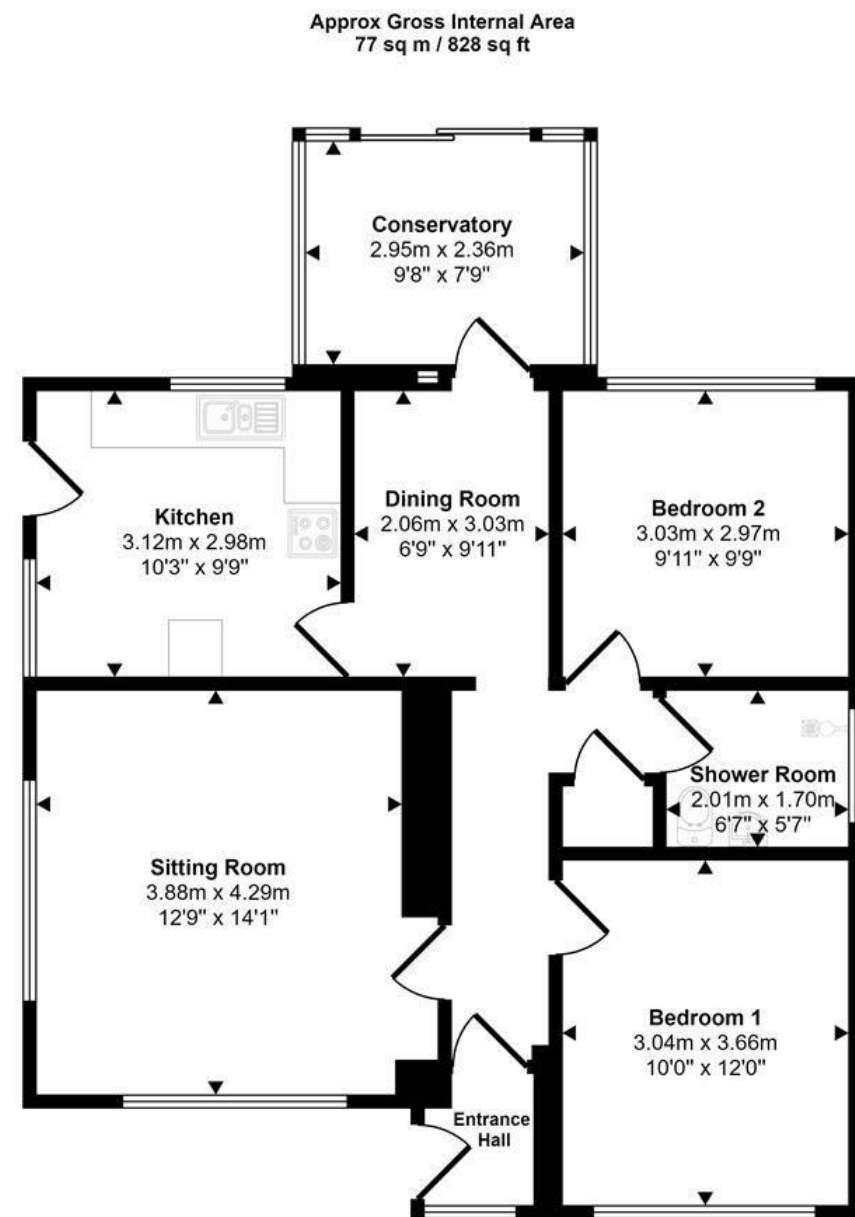 Approx Gross Internal Area
77 sq m / 828 sq ft
Conservatory
2.95m x 2.36m
9'8" x 7'9"
Kitchen
3.12m x 2.98m
10'3" x 9'9"
Dining Room
2.06m x 3.03m
6'9" x 9'11"
Bedroom 2
3.03m x 2.97m
9'11" x 9'9"
Shower Room
2.01m x 1.70m
6'7" x 5'7"
Sitting Room
3.88m x 4.29m
12'9" x 14'1"
Bedroom 1
3.04m x 3.66m
10'0" x 12'0"
Entrance
Hall